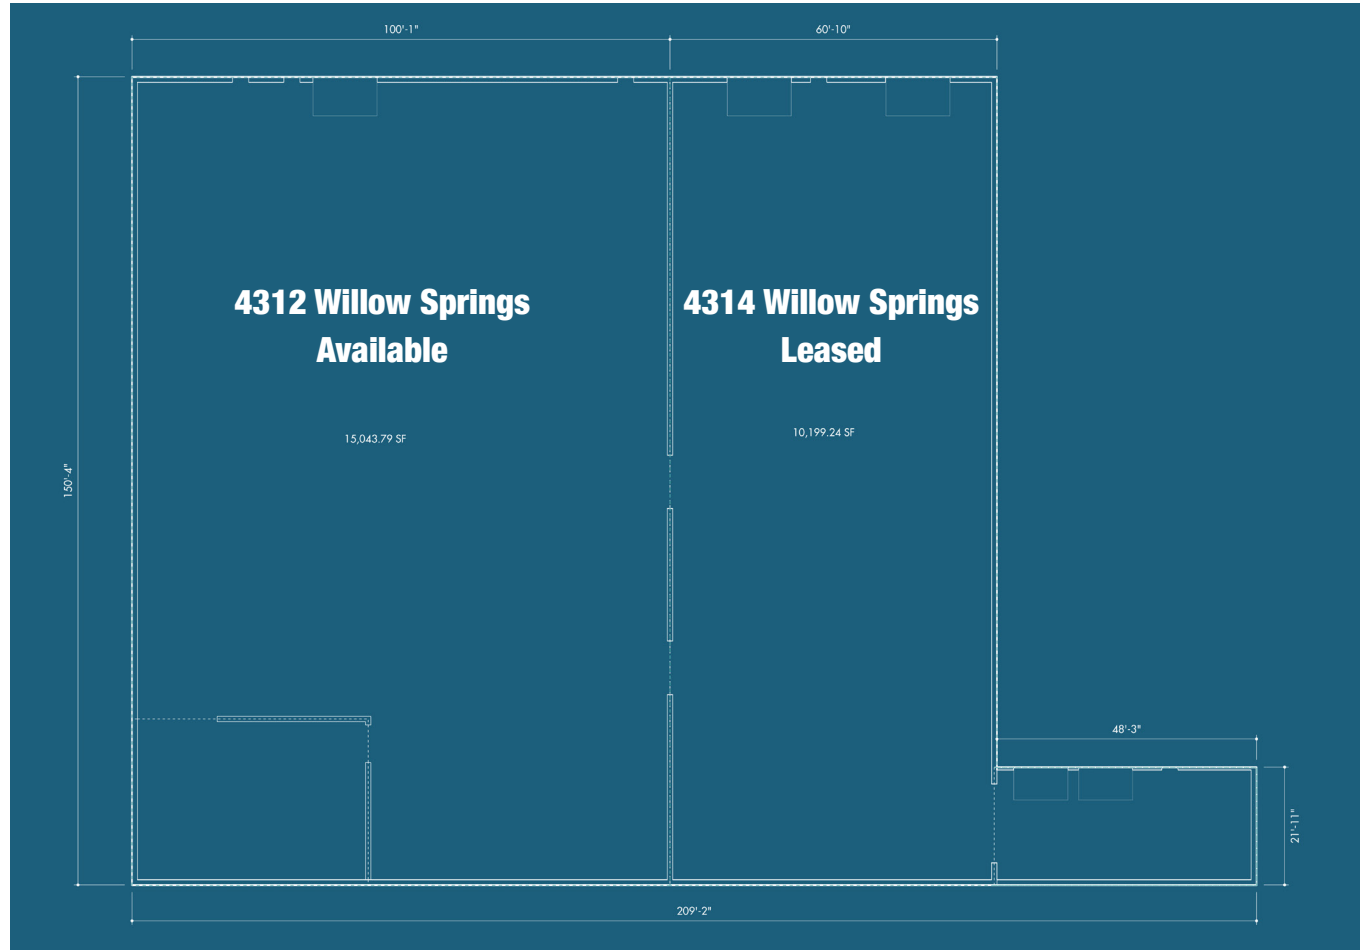 100'-1"
60'-10"
4312 Willow Springs
Available
4314 Willow Springs
Leased
15,043.79 SF
10,199.24 SF
150'-4"
48'-3"
21'-11"
209'-2"